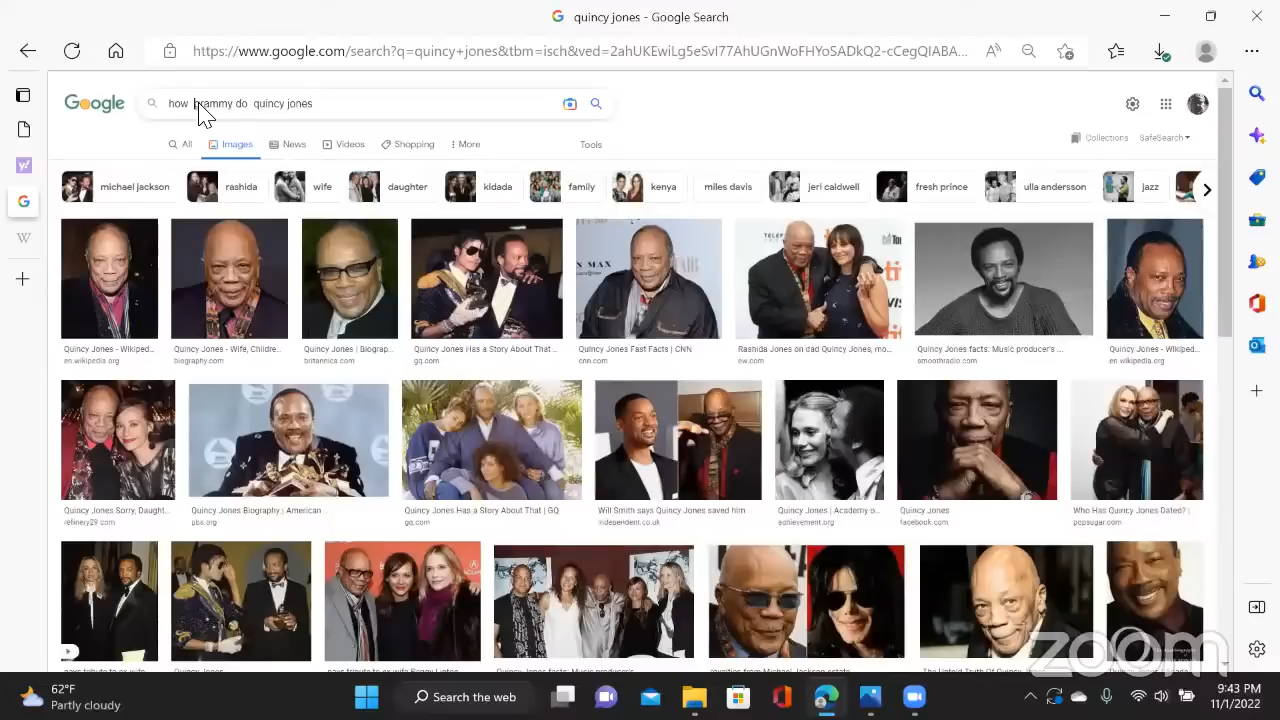 quincy jones - Google Search
https://www.google.com/search?q=quincy+jones&tbm=isch&ved=2ahUKEwiLg5eSvI77AhUGnWoFHYoSADkQ2-cCegQIABA...
Google
how rammy do quincy jones
All Images News Videos Shopping More Tools
Collections SafeSearch
michael jackson rashida wife daughter kidada family kenya miles davis jeri caldwell fresh prince ulla andersson jazz
Quincy Jones - Wikiped... Quincy Jones - Wife, Childre... Quincy Jones | Biograp... Quincy Jones Has a Story About That ... Quincy Jones Fast Facts | CNN Rashida Jones on dad Quincy Jones, mo... Quincy Jones facts: Music producer's ... Quincy Jones - Wikiped...
en.wikipedia.org biography.com britannica.com gq.com cnn.com ew.com smoothradio.com en.wikipedia.org
Quincy Jones Sorry, Daught... Quincy Jones Biography | American ... Quincy Jones Has a Story About That | GQ Will Smith says Quincy Jones saved him Quincy Jones | Academy o... Quincy Jones Who Has Quincy Jones Dated? |
refinery29.com pbs.org gq.com independent.co.uk achievement.org facebook.com popsugar.com
zoom
62°F
Partly cloudy
Search the web
9:43 PM
11/1/2022